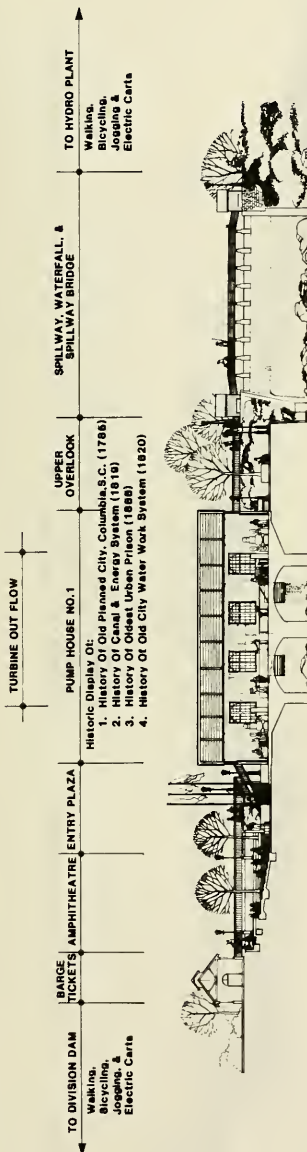 TURBINE OUT FLOW
TO DIVISION DAM
BARGE
TICKETS
AMPHITHEATRE
ENTRY PLAZA
PUMP HOUSE NO.1
UPPER
OVERLOOK
SPILLWAY, WATERFALL, &
SPILLWAY BRIDGE
TO HYDRO PLANT
Walking,
Bicycling,
Jogging, &
Electric Carts
Historic Display Of:
1. History Of Old Planned City, Columbia,S.C. (1786)
2. History Of Canal & Energy System (1819)
3. History Of Oldest Urban Prison (1868)
4. History Of Old City Water Work System (1820)
Walking,
Bicycling,
Jogging &
Electric Carts